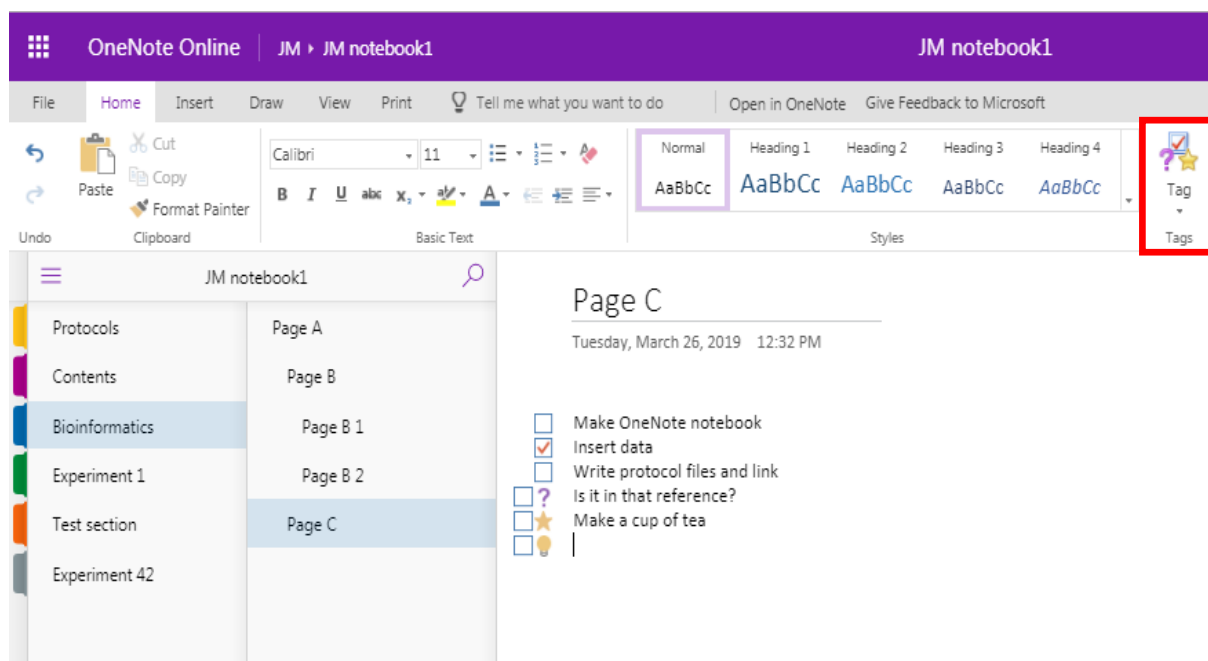 OneNote Online JM ▸ JM notebook1 JM notebook1
File Home Insert Draw View Print Tell me what you want to do Open in OneNote Give Feedback to Microsoft
Cut
Copy
Format Painter
Paste
Undo
Clipboard
Calibri 11
B I U abc x₂ A
Basic Text
Normal Heading 1 Heading 2 Heading 3 Heading 4
AaBbCc AaBbCc AaBbCc AaBbCc AaBbCc
Styles
Tag
Tags
JM notebook1
Protocols
Contents
Bioinformatics
Experiment 1
Test section
Experiment 42
Page A
Page B
Page B 1
Page B 2
Page C
Page C
Tuesday, March 26, 2019 12:32 PM
Make OneNote notebook
Insert data
Write protocol files and link
? Is it in that reference?
Make a cup of tea